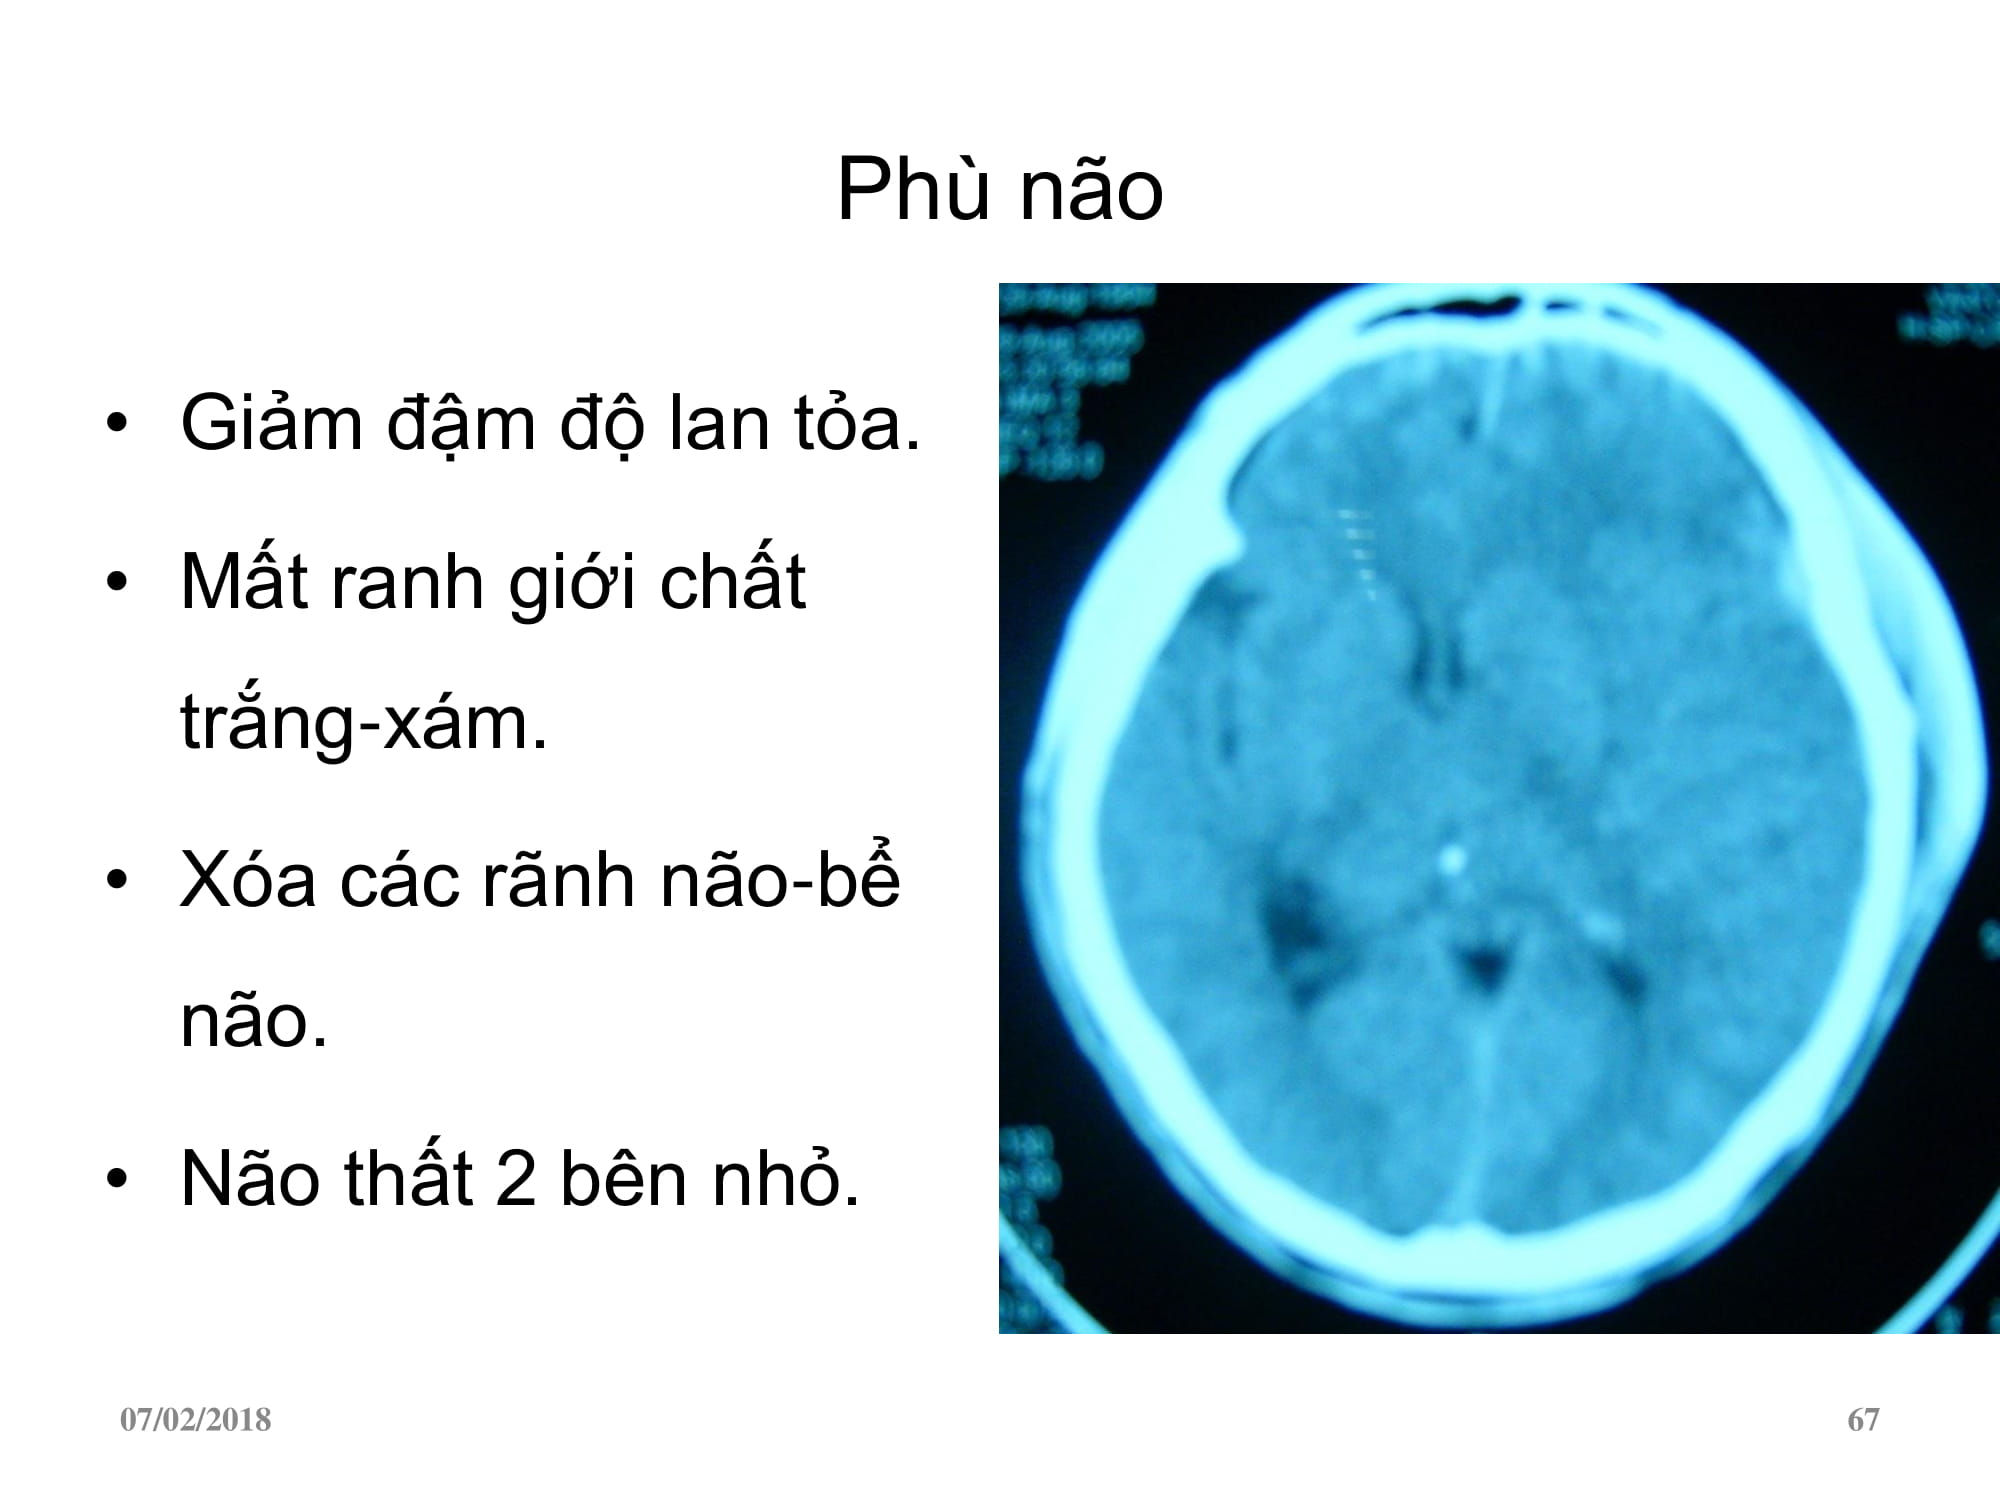 Phù não
• Giảm đậm độ lan tỏa.
• Mất ranh giới chất
trắng-xám.
• Xóa các rãnh não-bể
não.
• Não thất 2 bên nhỏ.
07/02/2018
67